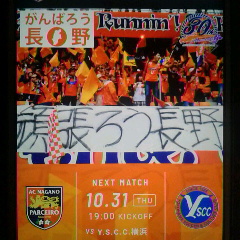 がんばろう
長野
Runnin'
頑張ろう長野
NEXT MATCH
10.31 THU
19:00 KICKOFF
VS Y.S.C.C.横浜
AC NAGANO
PARCEIRO
YSCC